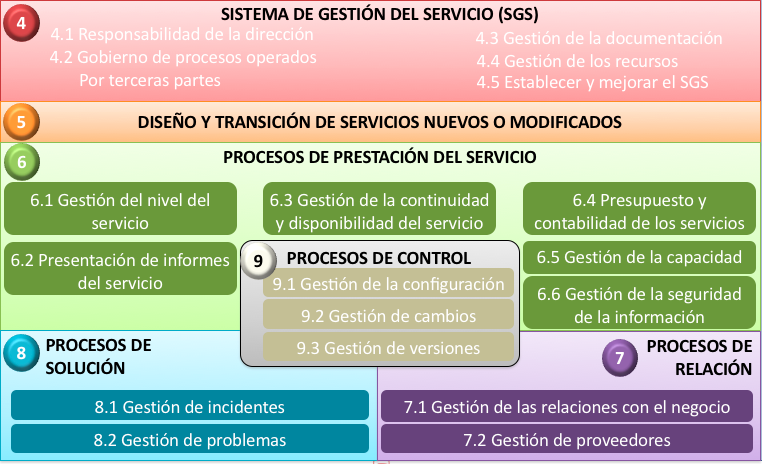 4
SISTEMA DE GESTIÓN DEL SERVICIO (SGS)
4.1 Responsabilidad de la dirección
4.2 Gobierno de procesos operados
Por terceras partes
4.3 Gestión de la documentación
4.4 Gestión de los recursos
4.5 Establecer y mejorar el SGS
5
DISEÑO Y TRANSICIÓN DE SERVICIOS NUEVOS O MODIFICADOS
6
PROCESOS DE PRESTACIÓN DEL SERVICIO
6.1 Gestión del nivel del
servicio
6.2 Presentación de informes
del servicio
6.3 Gestión de la continuidad
y disponibilidad del servicio
6.4 Presupuesto y
contabilidad de los servicios
6.5 Gestión de la capacidad
6.6 Gestión de la seguridad
de la información
9
PROCESOS DE CONTROL
9.1 Gestión de la configuración
9.2 Gestión de cambios
9.3 Gestión de versiones
8
PROCESOS DE
SOLUCIÓN
8.1 Gestión de incidentes
8.2 Gestión de problemas
7
PROCESOS DE
RELACIÓN
7.1 Gestión de las relaciones con el negocio
7.2 Gestión de proveedores